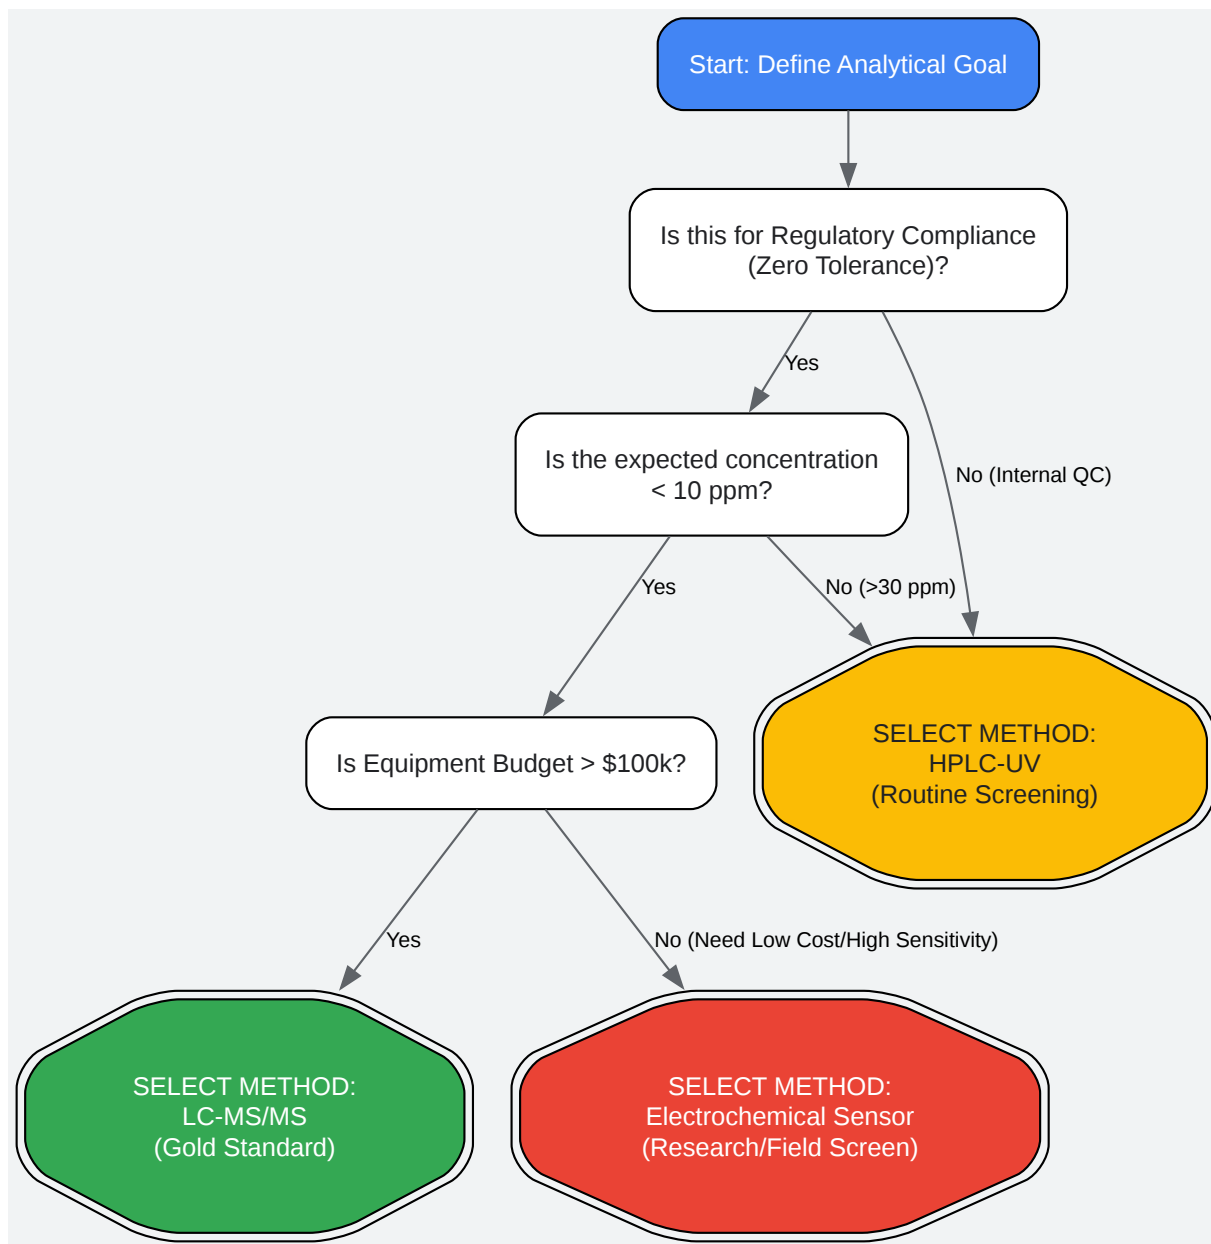 Start: Define Analytical Goal
Is this for Regulatory Compliance
(Zero Tolerance)?
Yes
No (Internal QC)
Is the expected concentration
< 10 ppm?
Yes
No (>30 ppm)
Is Equipment Budget > $100k?
SELECT METHOD:
HPLC-UV
(Routine Screening)
Yes
No (Need Low Cost/High Sensitivity)
SELECT METHOD:
LC-MS/MS
(Gold Standard)
SELECT METHOD:
Electrochemical Sensor
(Research/Field Screen)